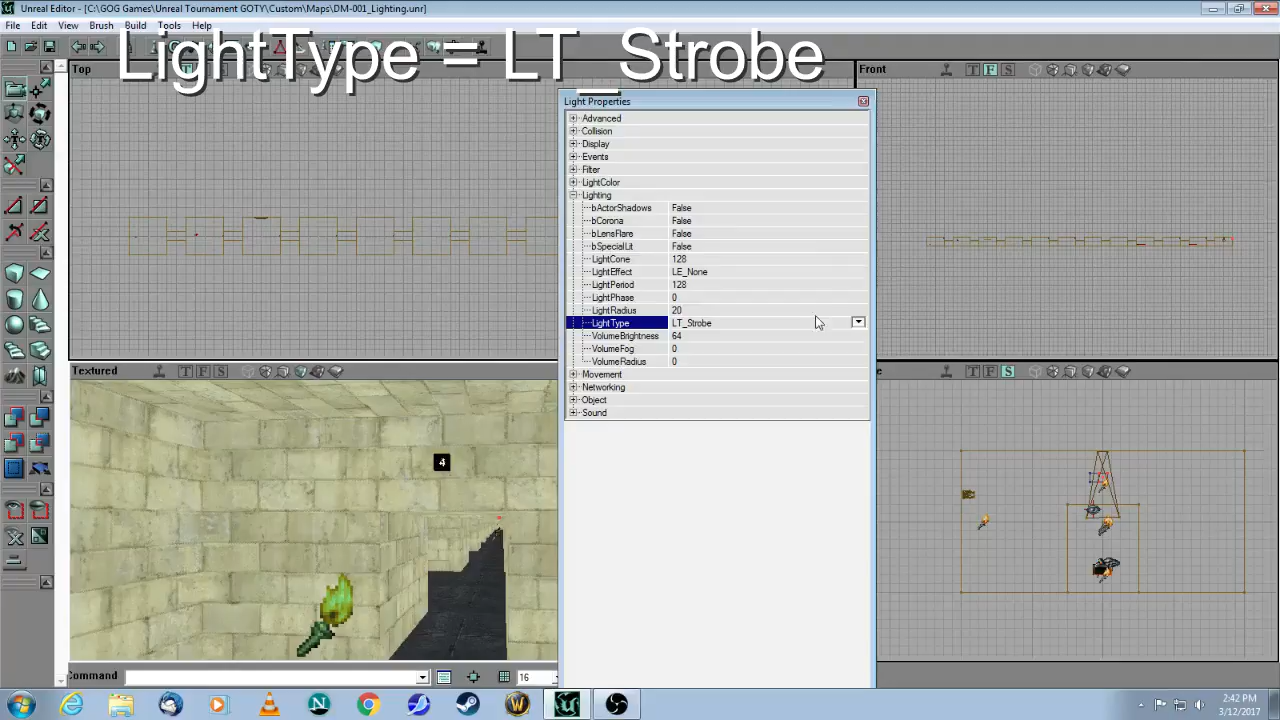 Unreal Editor - [C:\GOG Games\Unreal Tournament GOTY\Custom\Maps\DM-001_Lighting.unr]
File Edit View Brush Build Tools Help
LightType = LT_Strobe
Top
Front
T F S
Light Properties
Advanced
Collision
Display
Events
Filter
LightColor
Lighting
bActorShadows False
bCorona False
bLensFlare False
bSpecialLit False
LightCone 128
LightEffect LE_None
LightPeriod 128
LightPhase 0
LightRadius 20
LightType LT_Strobe
VolumeBrightness 64
VolumeFog 0
VolumeRadius 0
Movement
Networking
Object
Sound
Textured T F S
e T F S
4
Command
16
2:42 PM
3/12/2017